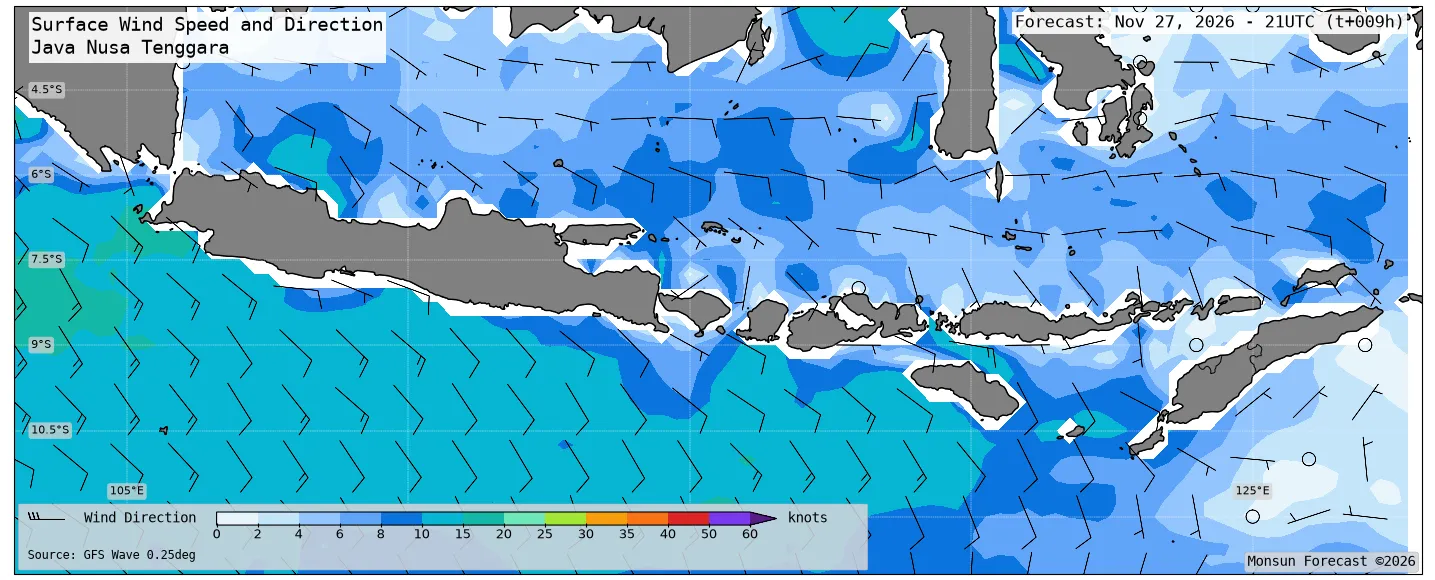 Surface Wind Speed and Direction
Java Nusa Tenggara
Forecast: Nov 27, 2026 - 21UTC (t+009h)
4.5°S
6°S
7.5°S
9°S
10.5°S
105°E
125°E
Wind Direction
0 2 4 6 8 10 15 20 25 30 35 40 50 60
knots
Source: GFS Wave 0.25deg
Monsun Forecast ©2026